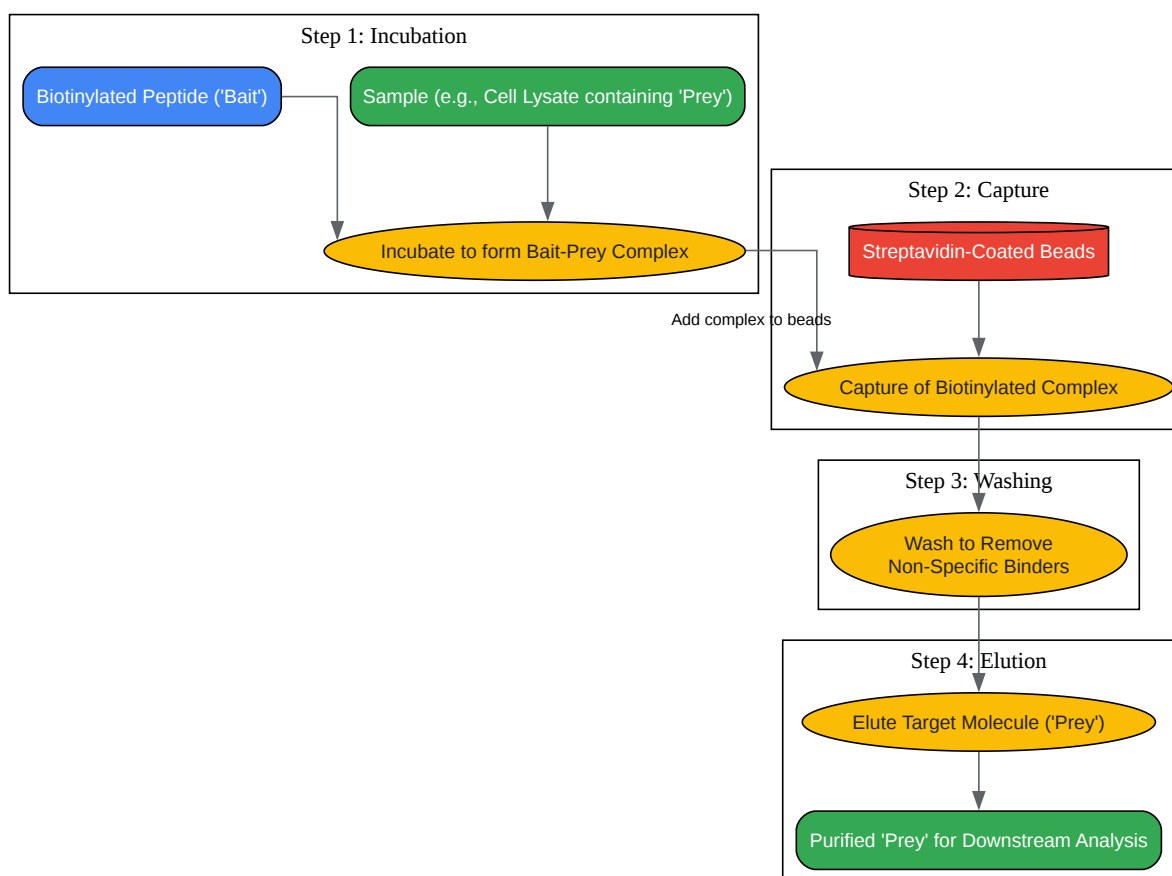 Step 1: Incubation
Biotinylated Peptide ('Bait')
Sample (e.g., Cell Lysate containing 'Prey')
Incubate to form Bait-Prey Complex
Step 2: Capture
Streptavidin-Coated Beads
Add complex to beads
Capture of Biotinylated Complex
Step 3: Washing
Wash to Remove
Non-Specific Binders
Step 4: Elution
Elute Target Molecule ('Prey')
Purified 'Prey' for Downstream Analysis